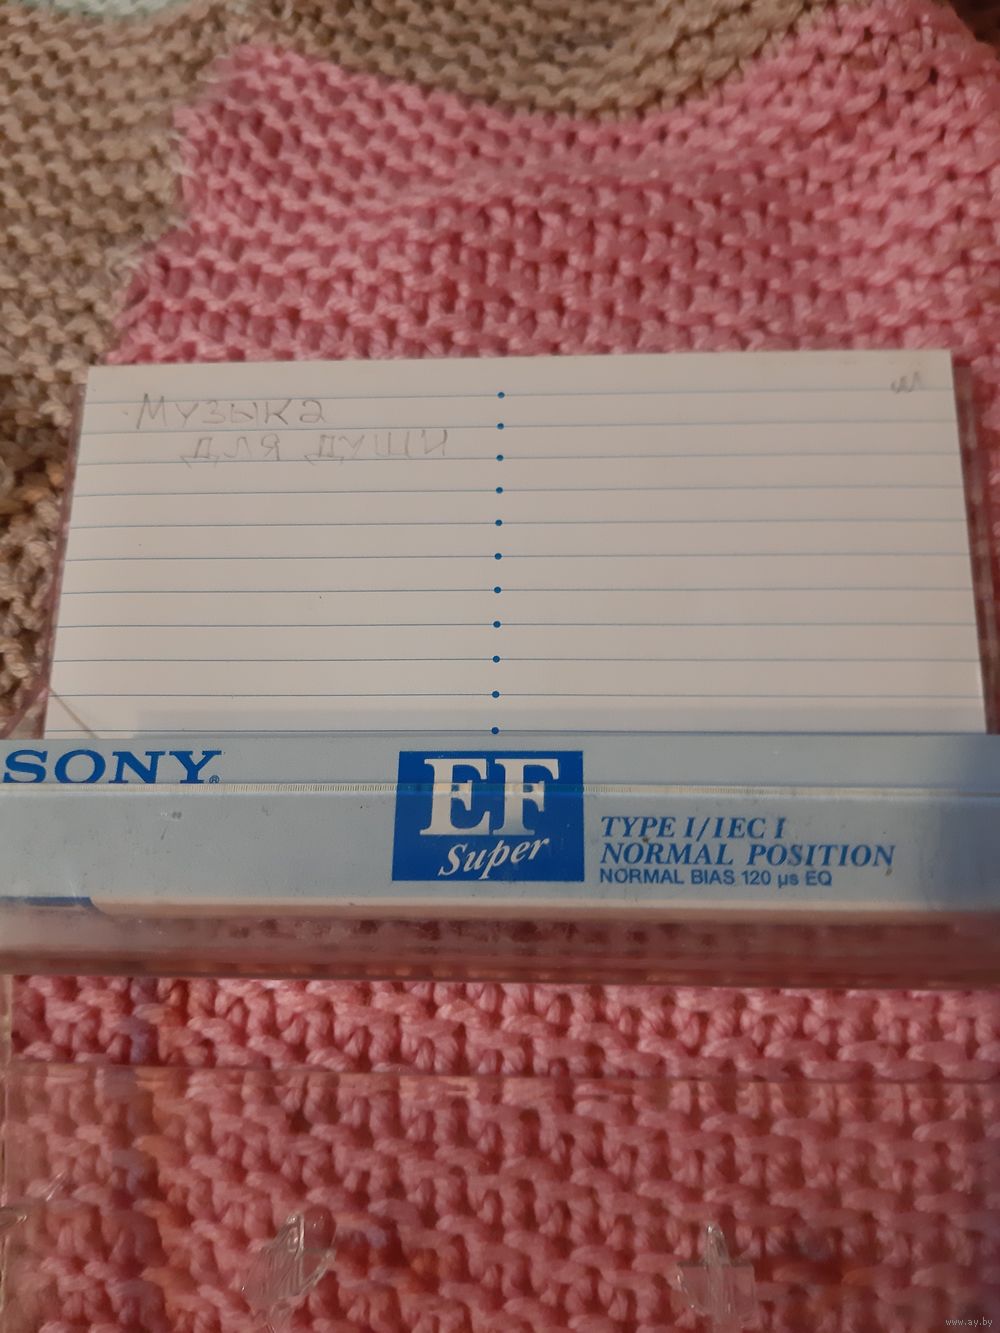 Музыка
для души
SONY®
EF
Super
TYPE I/IEC I
NORMAL POSITION
NORMAL BIAS 120 µs EQ
www.ay.by